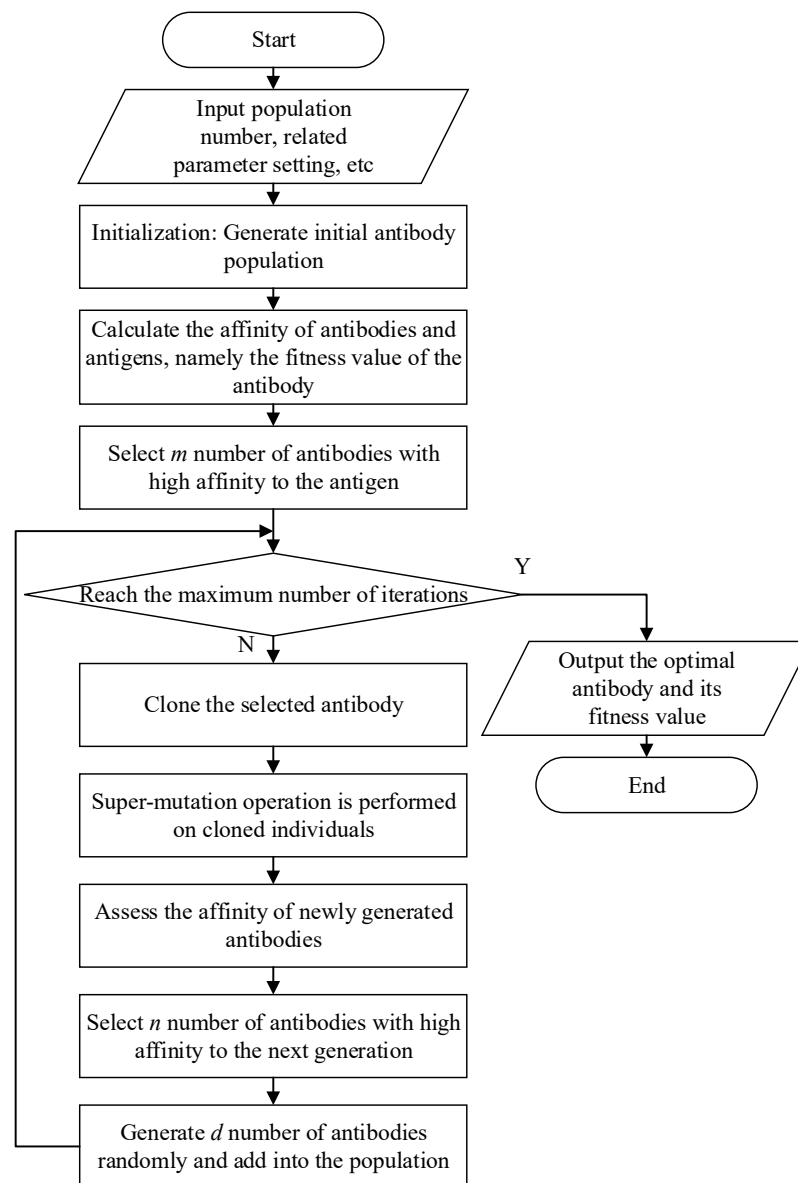 Start
Input population
number, related
parameter setting, etc
Initialization: Generate initial antibody
population
Calculate the affinity of antibodies and
antigens, namely the fitness value of the
antibody
Select m number of antibodies with
high affinity to the antigen
Reach the maximum number of iterations
Y
N
Output the optimal
antibody and its
fitness value
End
Clone the selected antibody
Super-mutation operation is performed
on cloned individuals
Assess the affinity of newly generated
antibodies
Select n number of antibodies with high
affinity to the next generation
Generate d number of antibodies
randomly and add into the population